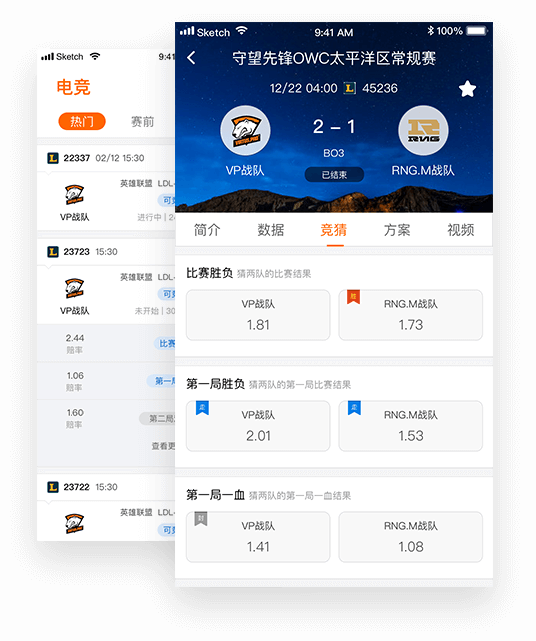 Sketch 9:41
电竞
热门 赛前
22337 02/12 15:30
英雄联盟 LDL
VP战队
进行中
23723 15:30
英雄联盟 LDL
VP战队
未开始
2.44
赔率
比赛
1.06
赔率
第一局
1.60
赔率
第二局
查看更
23722 15:30
英雄联盟 LDL
Sketch 9:41 AM 100%
守望先锋OWC太平洋区常规赛
12/22 04:00 L 45236
2 – 1
RNG
BO3
VP战队 RNG.M战队
已结束
简介 数据 竞猜 方案 视频
比赛胜负 猜两队的比赛结果
VP战队
1.81
胜
RNG.M战队
1.73
第一局胜负 猜两队的第一局比赛结果
走
VP战队
2.01
走
RNG.M战队
1.53
第一局一血 猜两队的第一局一血结果
VP战队
1.41
RNG.M战队
1.08